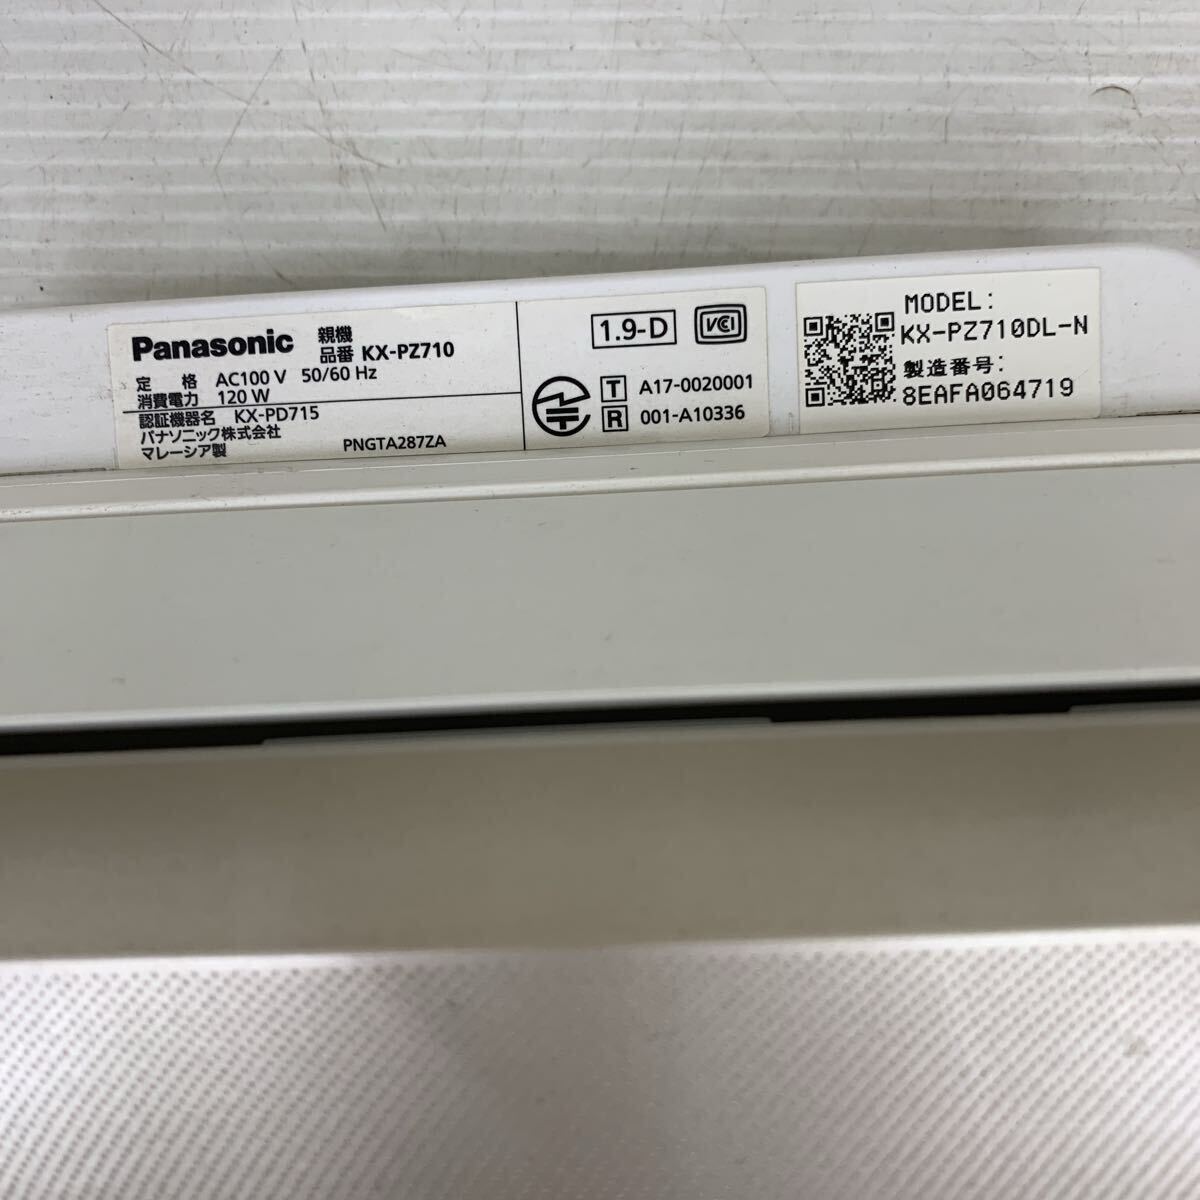 Panasonic
親機
品番 KX-PZ710
定 格 AC100 V 50/60 Hz
消費電力 120 W
認証機器名 KX-PD715
パナソニック株式会社
マレーシア製 PNGTA287ZA
1.9-D VCCI
T A17-0020001
R 001-A10336
MODEL:
KX-PZ710DL-N
製造番号:
8EAFA064719